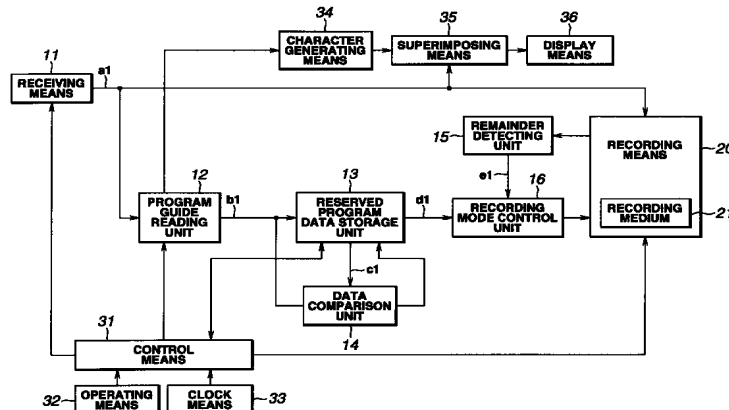 34
CHARACTER
GENERATING
MEANS
35
SUPERIMPOSING
MEANS
36
DISPLAY
MEANS
11
RECEIVING
MEANS
a1
15
REMAINDER
DETECTING
UNIT
e1
RECORDING
MEANS
20
RECORDING
MEDIUM
21
12
PROGRAM
GUIDE
READING
UNIT
b1
13
RESERVED
PROGRAM
DATA STORAGE
UNIT
d1
16
RECORDING
MODE CONTROL
UNIT
c1
DATA
COMPARISON
UNIT
14
31
CONTROL
MEANS
32
OPERATING
MEANS
CLOCK
MEANS
33